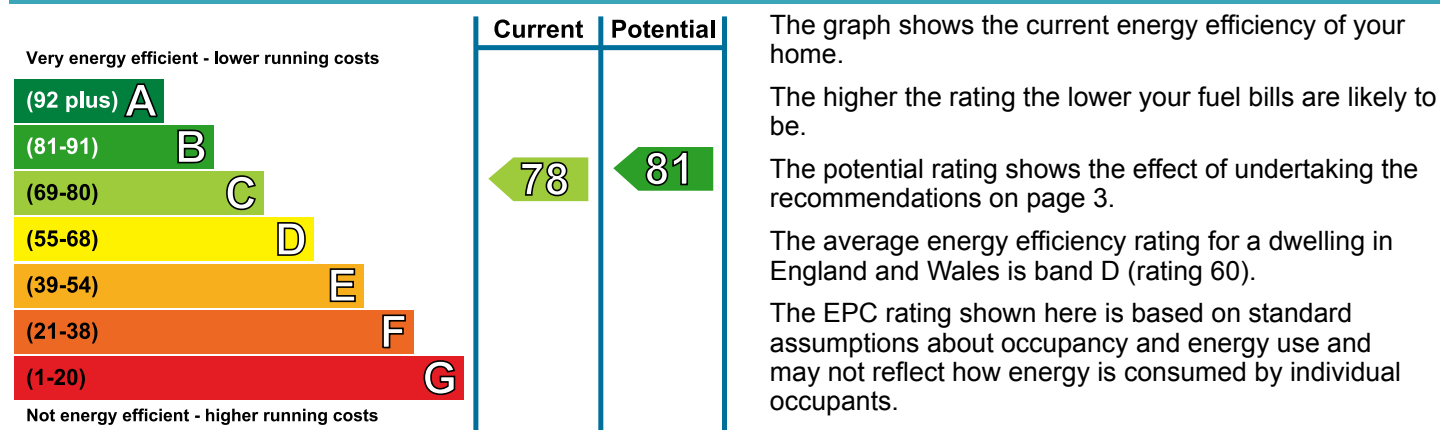 Very energy efficient - lower running costs
Current
Potential
(92 plus) A
(81-91) B
(69-80) C
(55-68) D
(39-54) E
(21-38) F
(1-20) G
78
81
Not energy efficient - higher running costs
The graph shows the current energy efficiency of your
home.
The higher the rating the lower your fuel bills are likely to
be.
The potential rating shows the effect of undertaking the
recommendations on page 3.
The average energy efficiency rating for a dwelling in
England and Wales is band D (rating 60).
The EPC rating shown here is based on standard
assumptions about occupancy and energy use and
may not reflect how energy is consumed by individual
occupants.